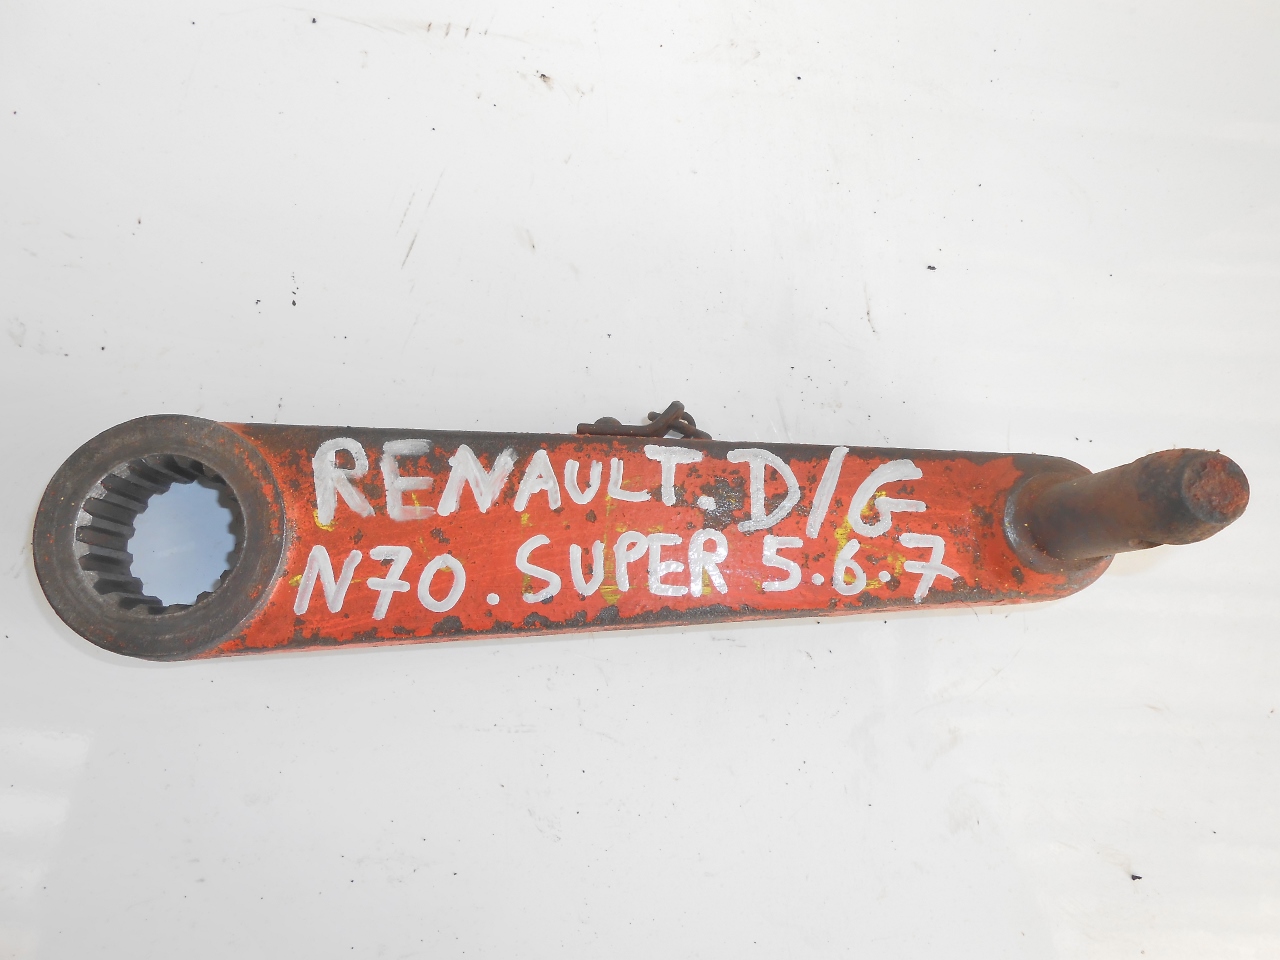 RENAULT. D/G
N70. SUPER 5.6.7